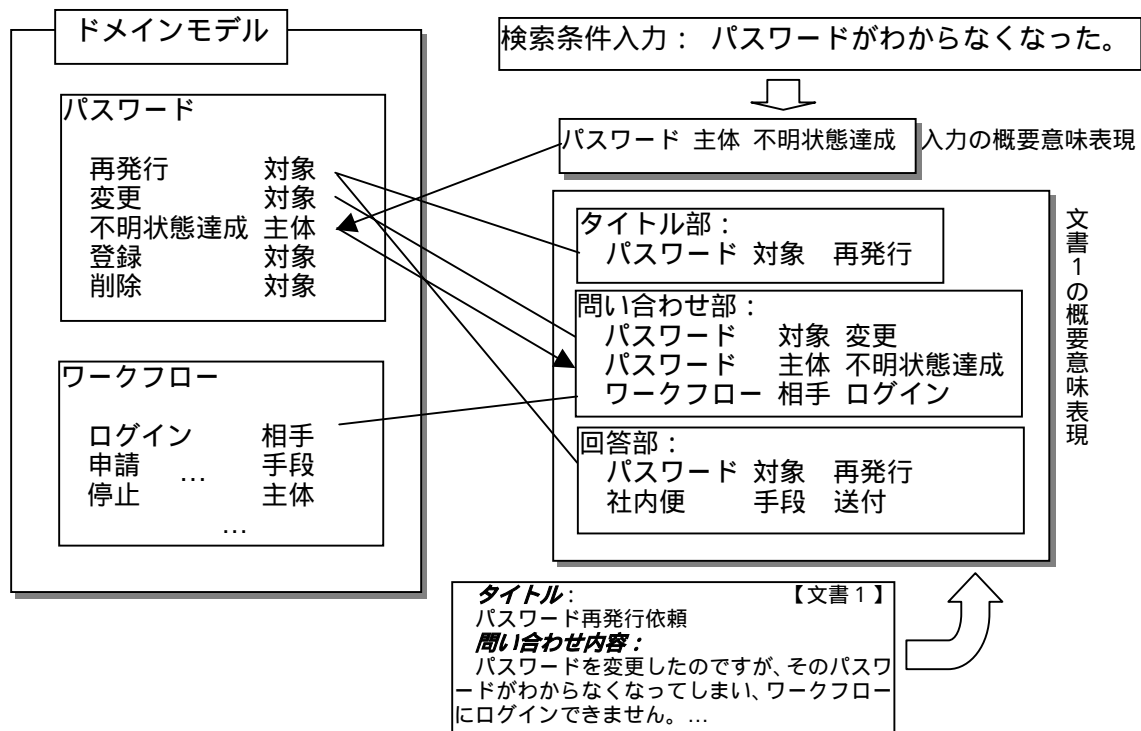 ドメインモデル
パスワード
再発行 対象
変更 対象
不明状態達成 主体
登録 対象
削除 対象
ワークフロー
ログイン 相手
申請 … 手段
停止 主体
…
検索条件入力： パスワードがわからなくなった。
パスワード 主体 不明状態達成
入力の概要意味表現
タイトル部：
パスワード 対象 再発行
問い合わせ部：
パスワード 対象 変更
パスワード 主体 不明状態達成
ワークフロー 相手 ログイン
回答部：
パスワード 対象 再発行
社内便 手段 送付
文書１の概要意味表現
タイトル： 【文書１】
パスワード再発行依頼
問い合わせ内容：
パスワードを変更したのですが、そのパスワ
ードがわからなくなってしまい、ワークフロー
にログインできません。…